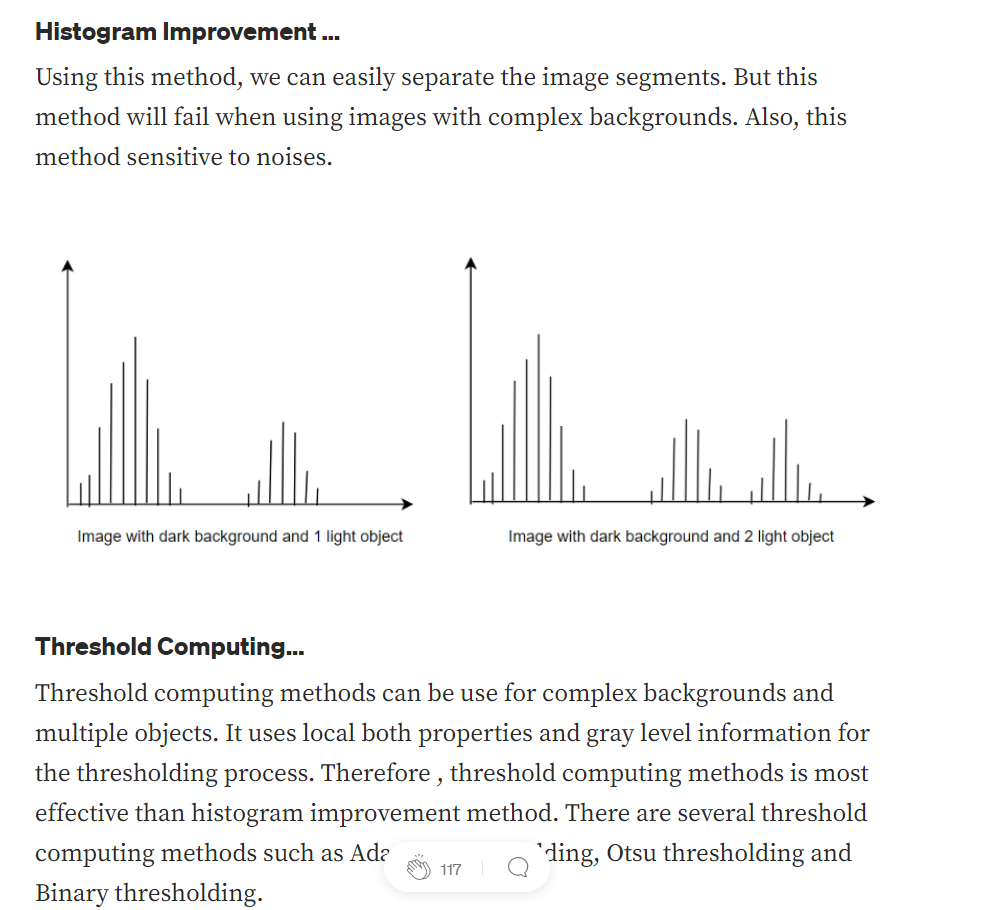 Histogram Improvement ...
Using this method, we can easily separate the image segments. But this
method will fail when using images with complex backgrounds. Also, this
method sensitive to noises.
Image with dark background and 1 light object
Image with dark background and 2 light object
Threshold Computing...
Threshold computing methods can be use for complex backgrounds and
multiple objects. It uses local both properties and gray level information for
the thresholding process. Therefore , threshold computing methods is most
effective than histogram improvement method. There are several threshold
computing methods such as Otsu thresholding and
117
Binary thresholding.